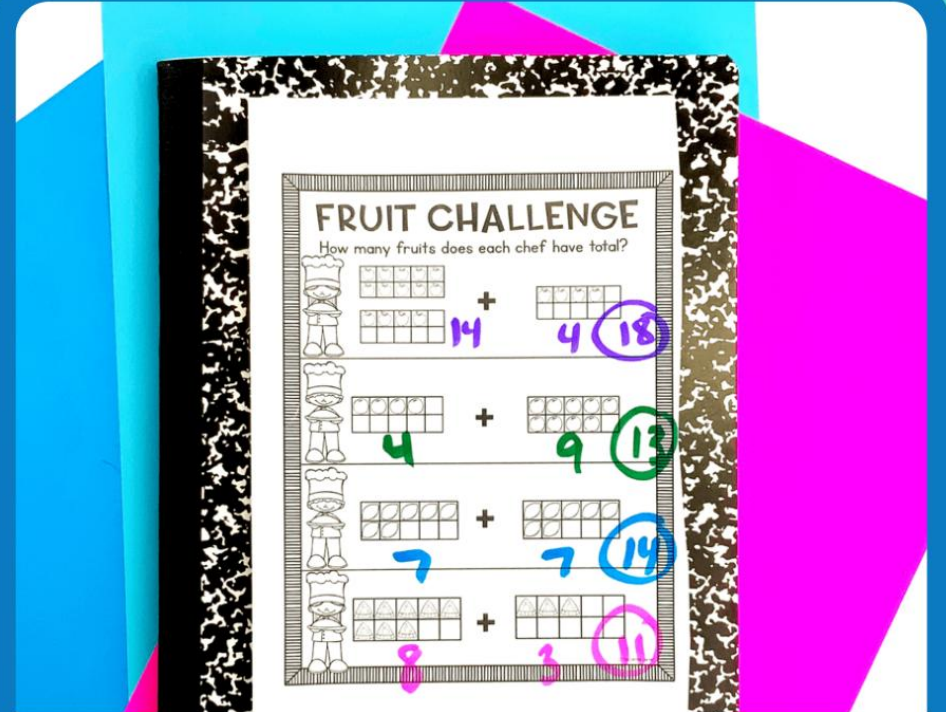 FRUIT CHALLENGE
How many fruits does each chef have total?
+
14 4 18
+
4 9 13
+
7 7 14
+
8 3 11